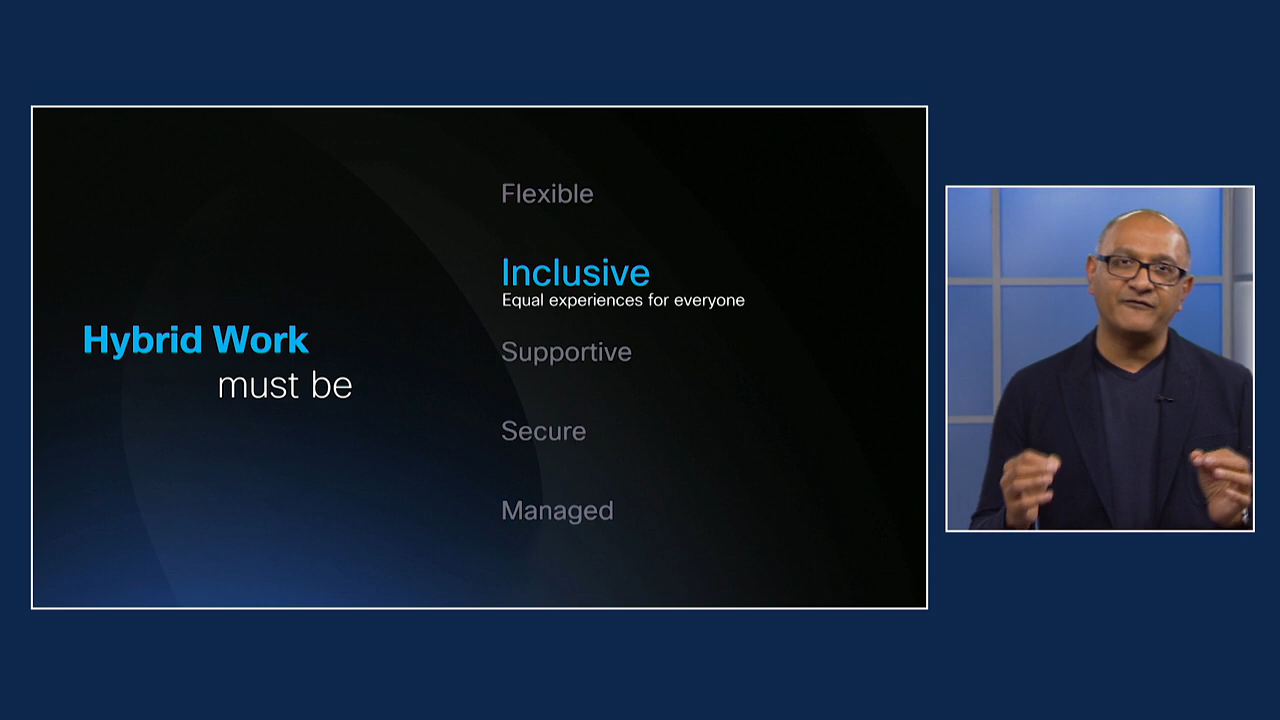 Hybrid Work
must be
Flexible
Inclusive
Equal experiences for everyone
Supportive
Secure
Managed